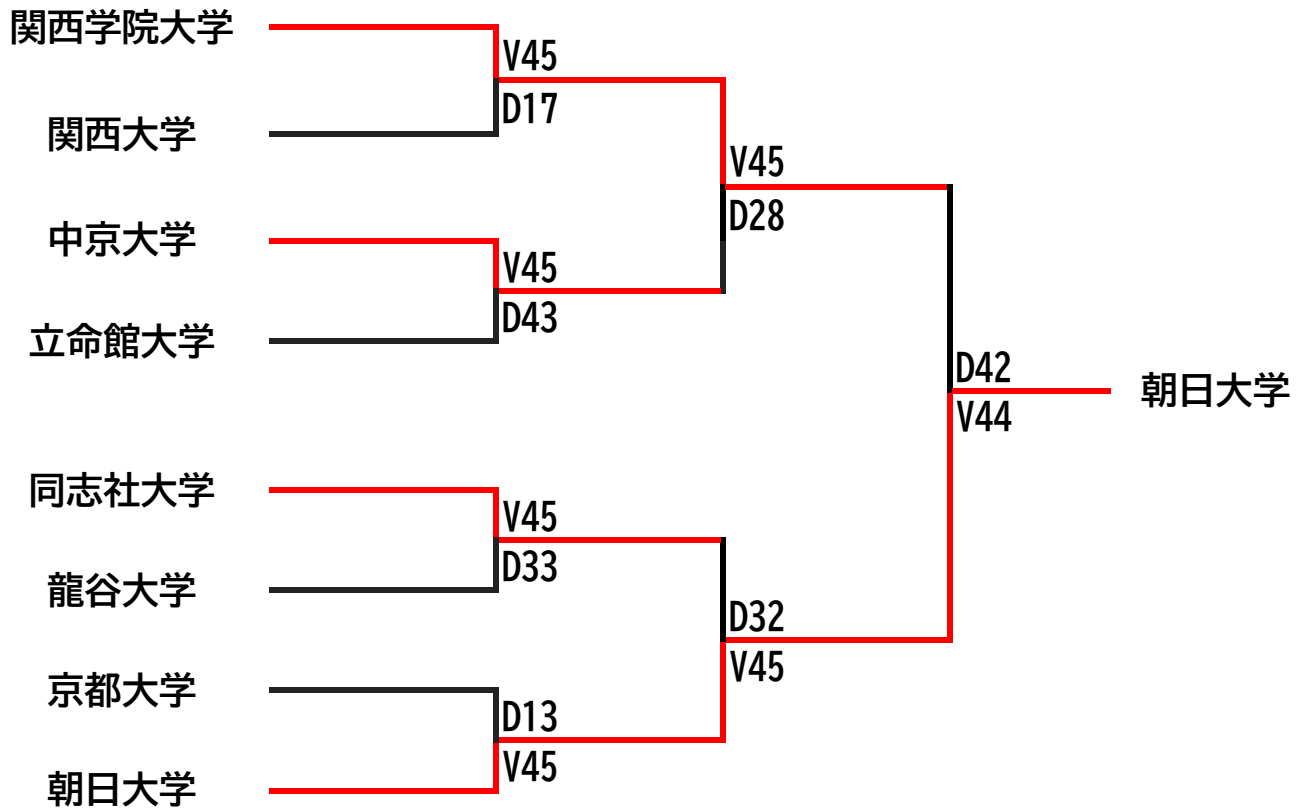 関西学院大学
V45
D17
関西大学
V45
D28
中京大学
V45
D43
立命館大学
D42
V44
朝日大学
同志社大学
V45
D33
龍谷大学
D32
V45
京都大学
D13
V45
朝日大学